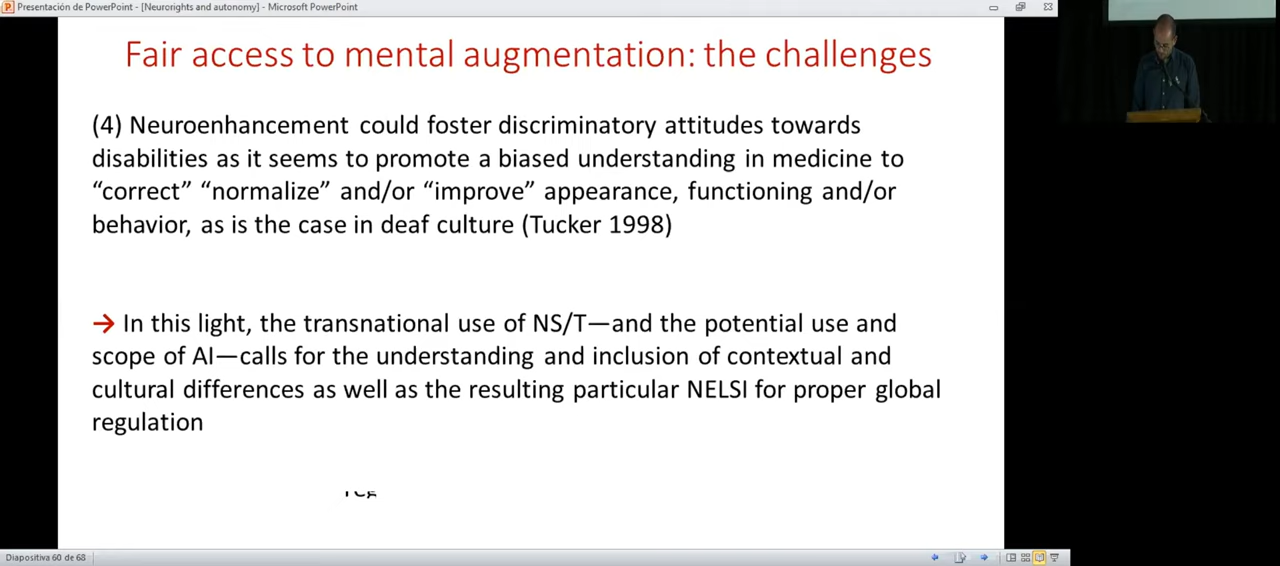 Presentación de PowerPoint - [Neurorights and autonomy] - Microsoft PowerPoint
Fair access to mental augmentation: the challenges
(4) Neuroenhancement could foster discriminatory attitudes towards
disabilities as it seems to promote a biased understanding in medicine to
“correct” “normalize” and/or “improve” appearance, functioning and/or
behavior, as is the case in deaf culture (Tucker 1998)
→ In this light, the transnational use of NS/T—and the potential use and
scope of AI—calls for the understanding and inclusion of contextual and
cultural differences as well as the resulting particular NELSI for proper global
regulation
Diapositiva 60 de 68